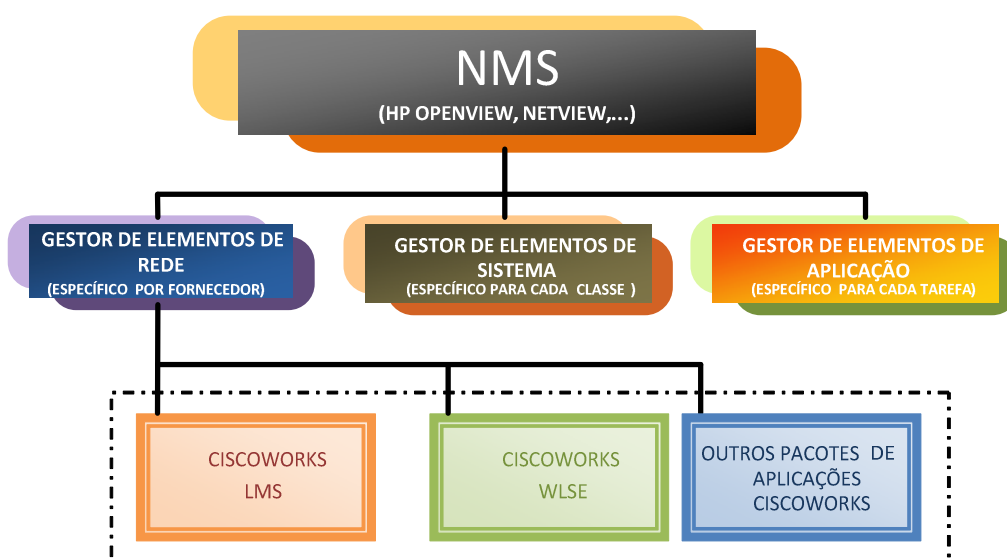 NMS
(HP OPENVIEW, NETVIEW,...)
GESTOR DE ELEMENTOS DE
REDE
(ESPECÍFICO POR FORNECEDOR)
GESTOR DE ELEMENTOS DE
SISTEMA
(ESPECÍFICO PARA CADA CLASSE )
GESTOR DE ELEMENTOS DE
APLICAÇÃO
(ESPECÍFICO PARA CADA TAREFA)
CISCOWORKS
LMS
CISCOWORKS
WLSE
OUTROS PACOTES DE
APLICAÇÕES
CISCOWORKS